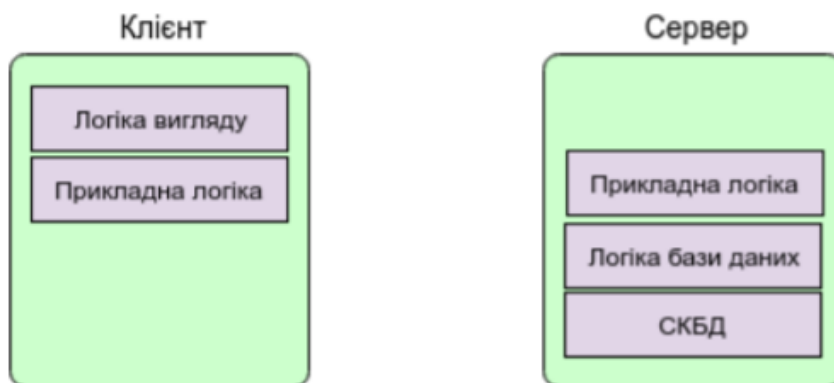 Клієнт
Логіка вигляду
Прикладна логіка
Сервер
Прикладна логіка
Логіка бази даних
СКБД